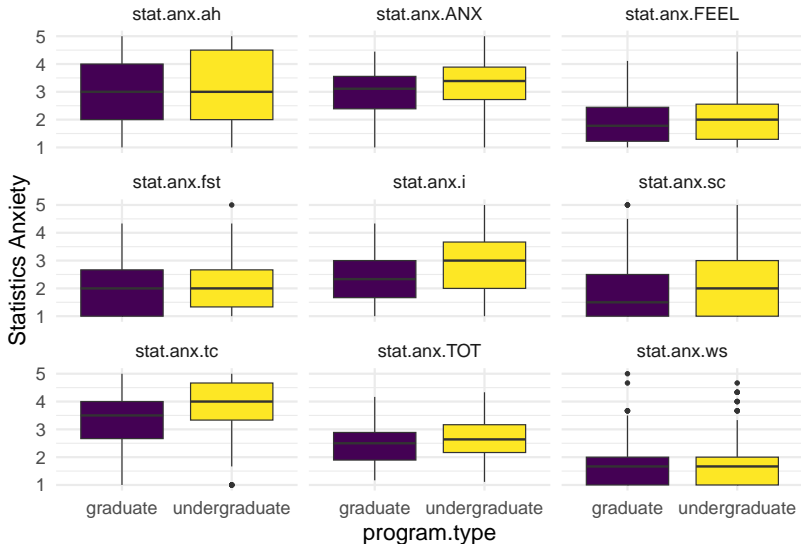 stat.anx.ah stat.anx.ANX stat.anx.FEEL
5
4
3
2
1
stat.anx.fst stat.anx.i stat.anx.sc
5
4
3
2
1
stat.anx.tc stat.anx.TOT stat.anx.ws
5
4
3
2
1
Statistics Anxiety
graduate undergraduate graduate undergraduate graduate undergraduate
program.type